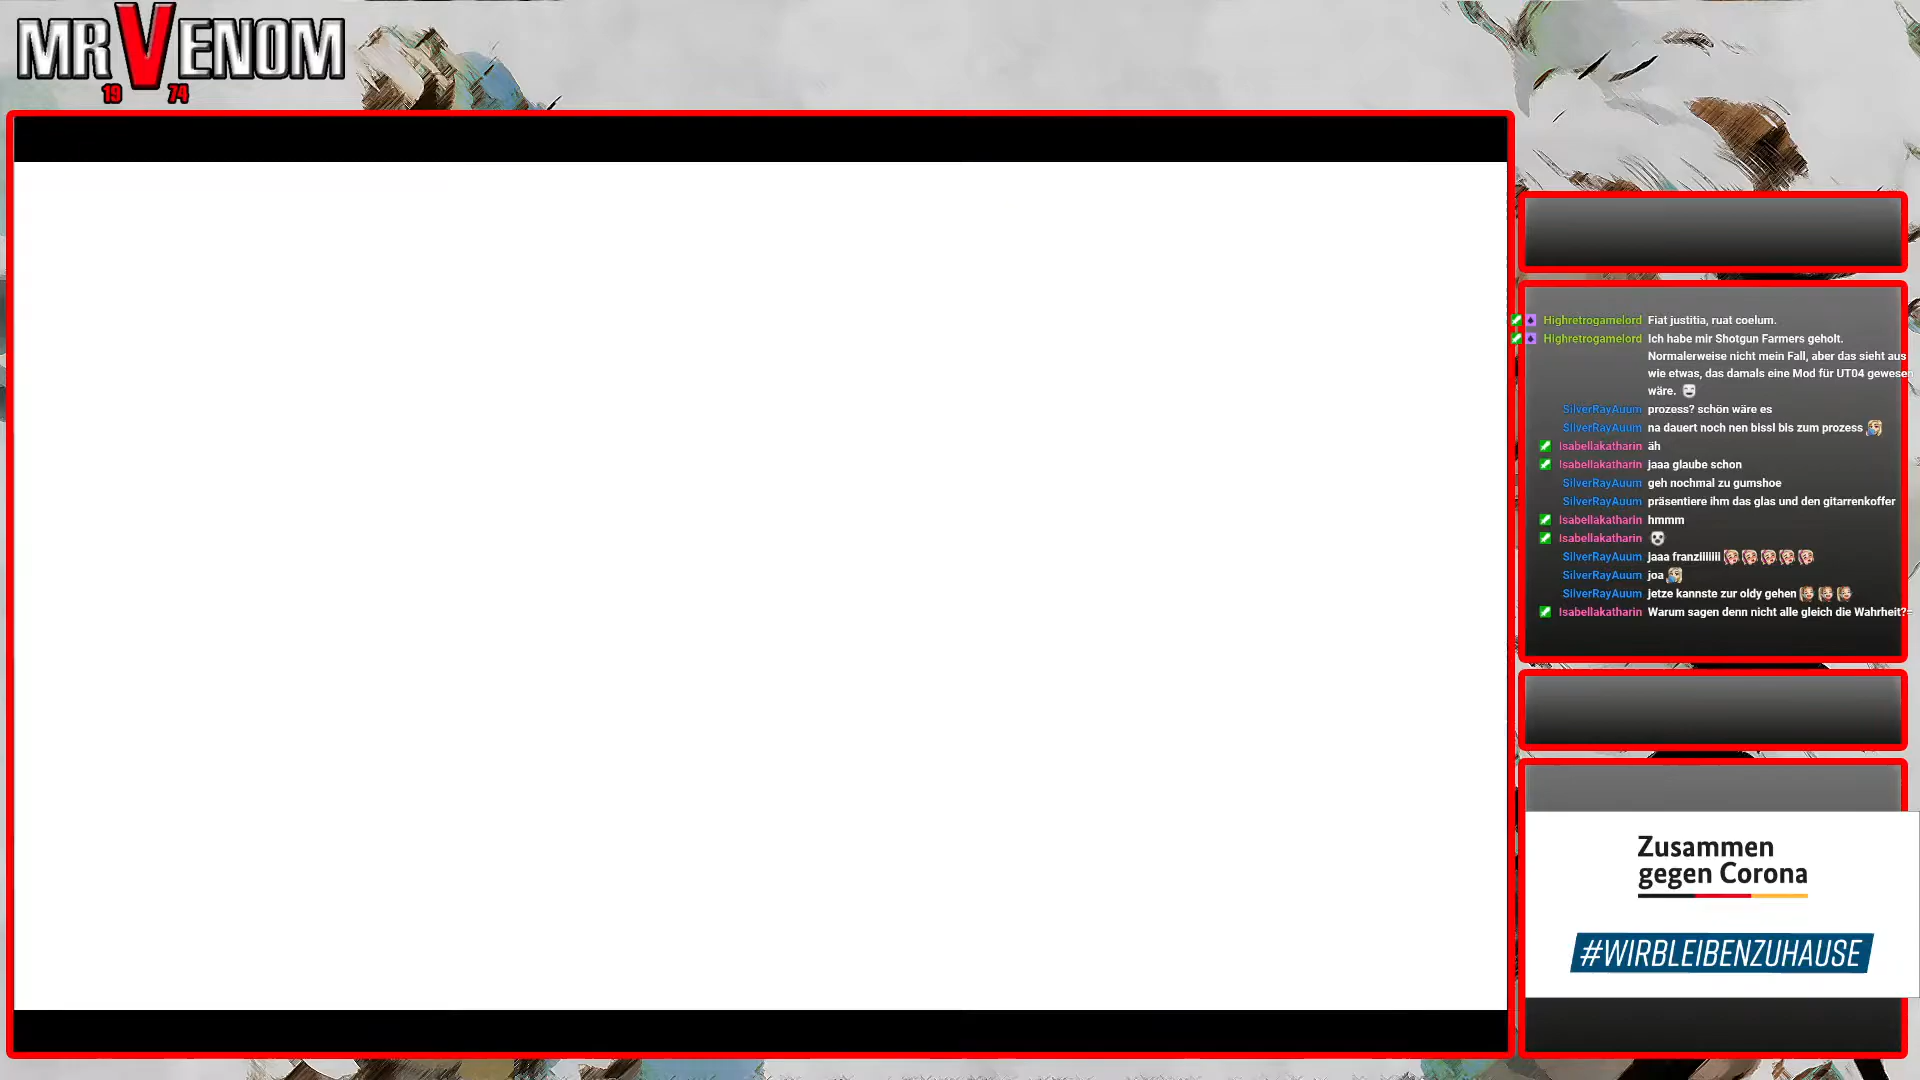 MRVENOM
19 74
Highretrogamelord Fiat justitia, ruat coelum.
Highretrogamelord Ich habe mir Shotgun Farmers geholt.
Normalerweise nicht mein Fall, aber das sieht aus
wie etwas, das damals eine Mod für UT04 gewesen
wäre.
SilverRayAuum prozess? schön wäre es
SilverRayAuum na dauert noch nen bissl bis zum prozess
Isabellakatharin äh
Isabellakatharin jaaa glaube schon
SilverRayAuum geh nochmal zu gumshoe
SilverRayAuum präsentiere ihm das glas und den gitarrenkoffer
Isabellakatharin hmmm
Isabellakatharin
SilverRayAuum jaaa franziiiiiii
SilverRayAuum joa
SilverRayAuum jetze kannste zur oldy gehen
Isabellakatharin Warum sagen denn nicht alle gleich die Wahrheit?=
Zusammen
gegen Corona
#WIRBLEIBENZUHAUSE